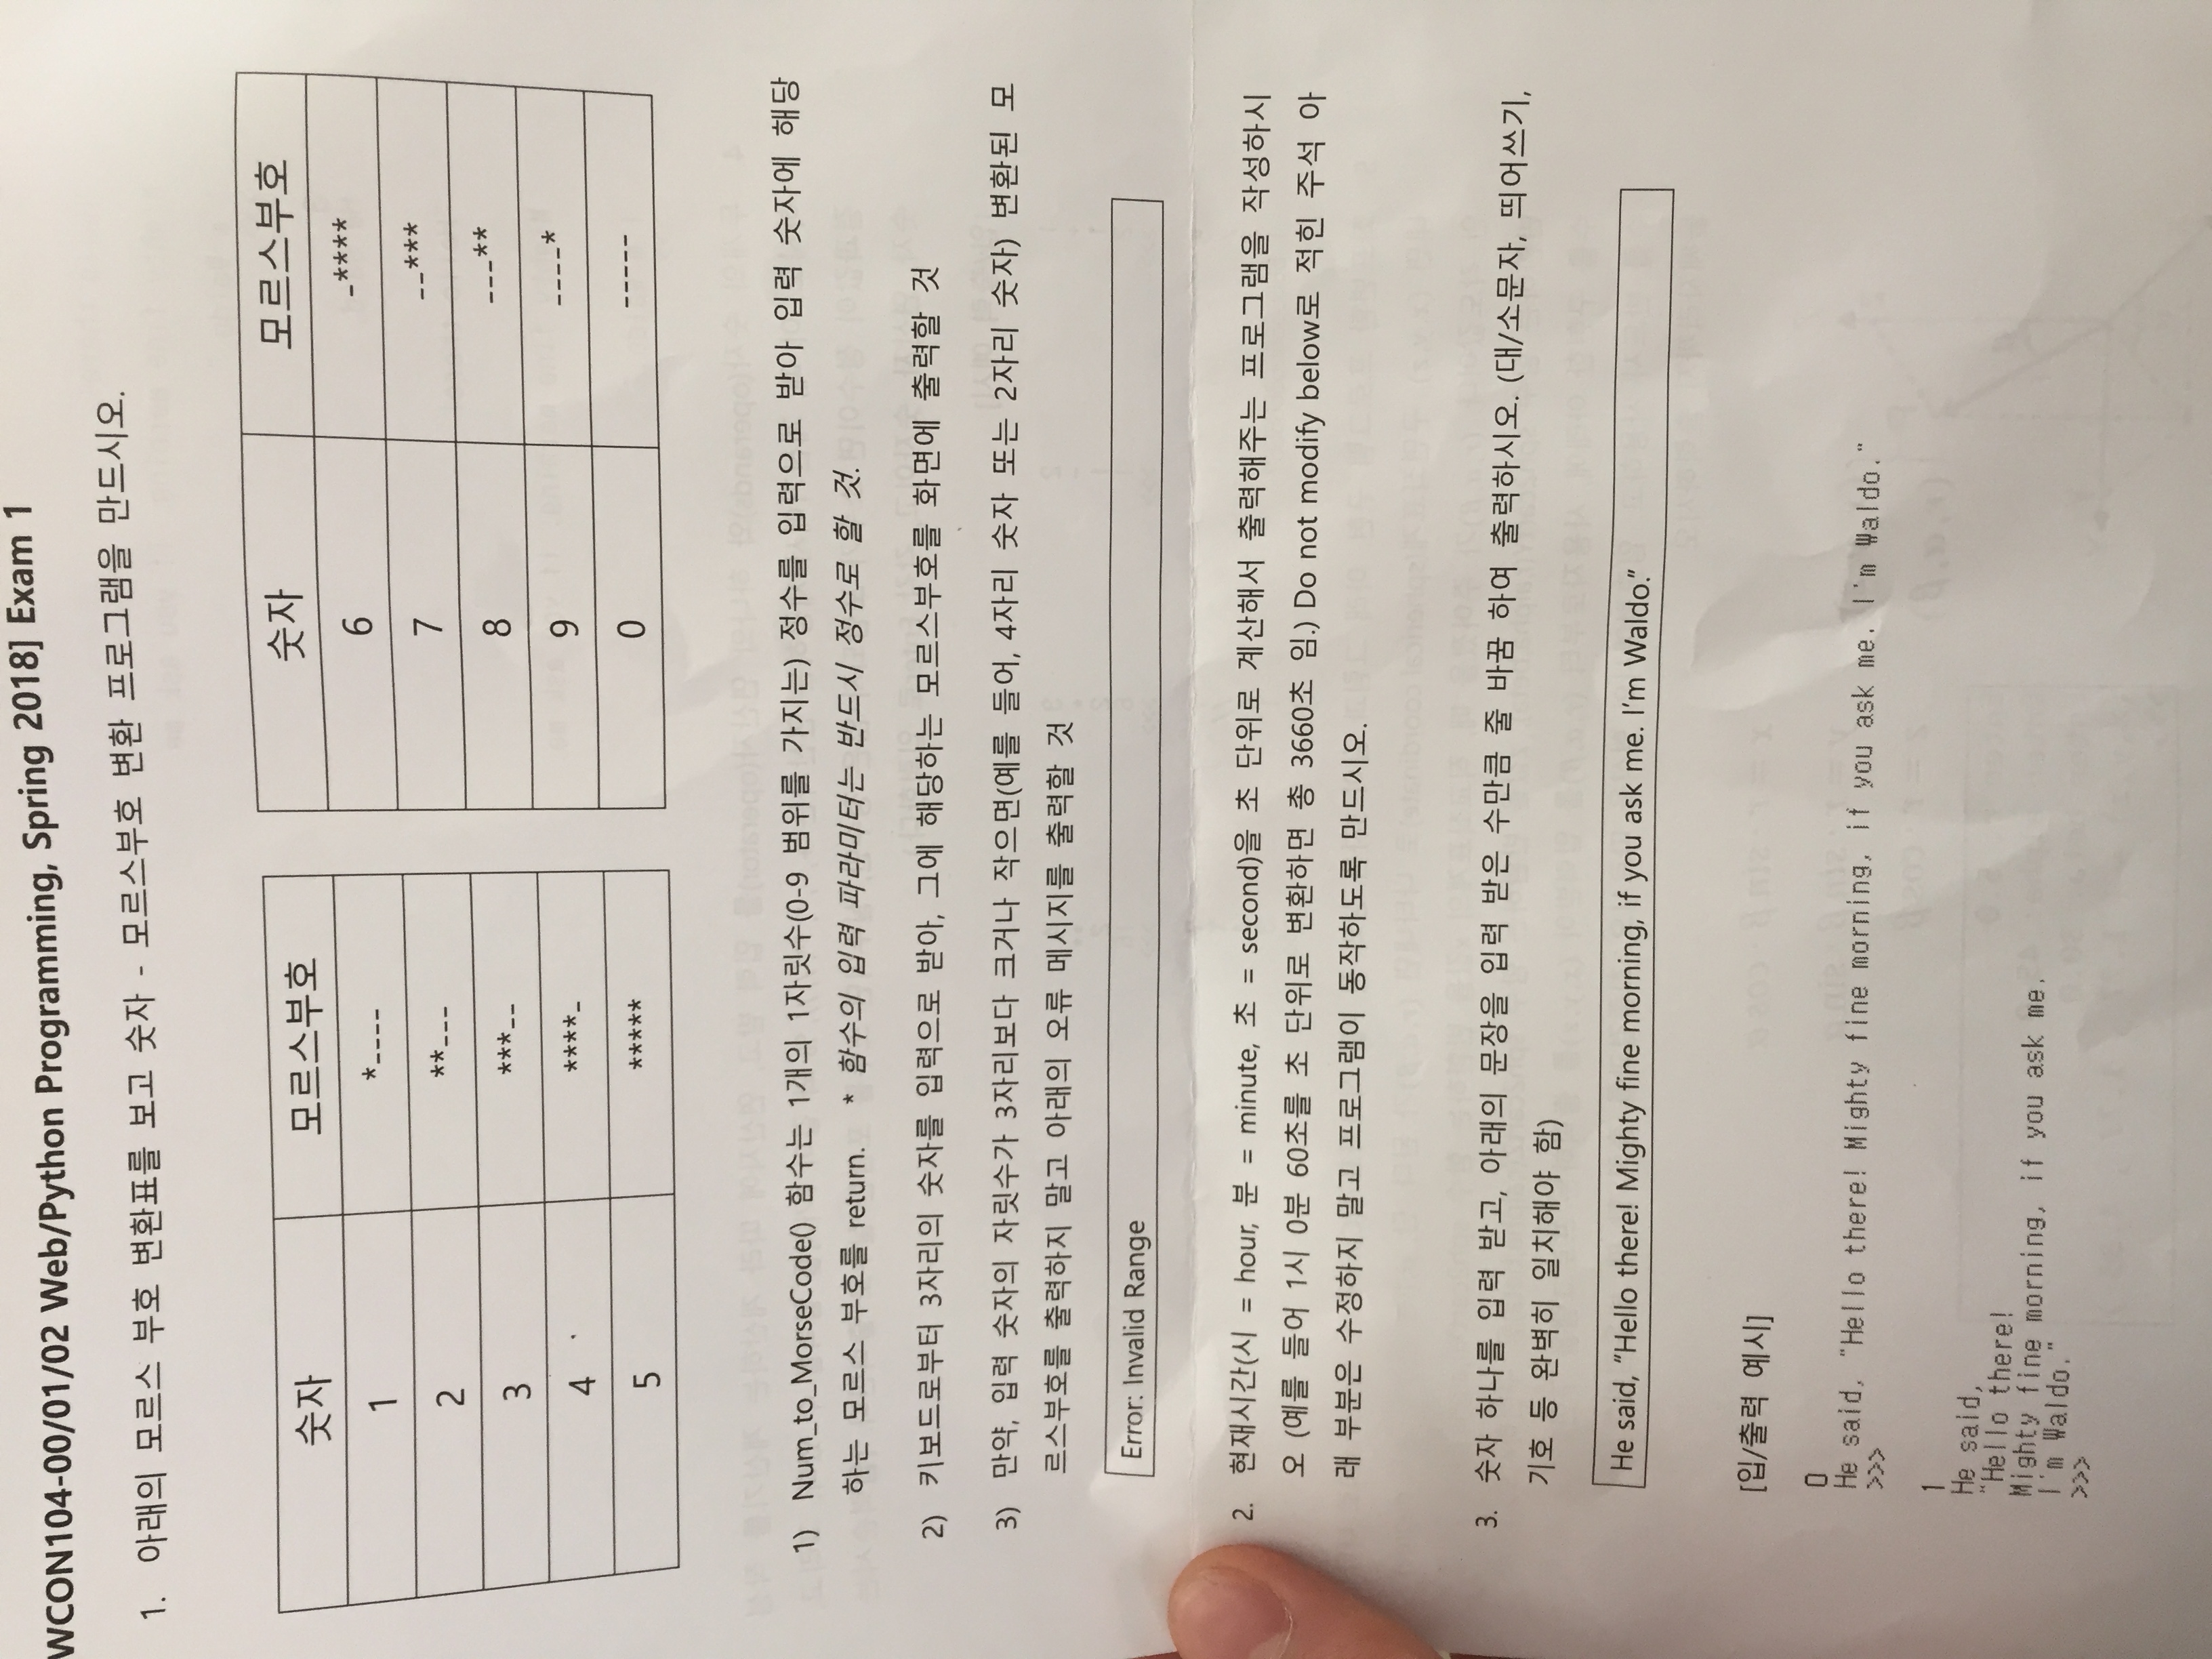 WCON104-00/01/02 Web/Python Programming, Spring 2018] Exam 1
1. 아래의 모르스 부호 변환표를 보고 숫자 - 모르스부호 변환 프로그램을 만드시오.
숫자 모르스부호
1 *----
2 **---
3 ***--
4 ****-
5 *****
숫자 모르스부호
6 -****
7 --***
8 ---**
9 ----*
0 -----
1) Num_to_MorseCode() 함수는 1개의 1자릿수(0-9 범위를 가지는) 정수를 입력으로 받아 입력 숫자에 해당
하는 모르스 부호를 return. * 함수의 입력 파라미터는 반드시 정수로 할 것.
2) 키보드로부터 3자리의 숫자를 입력으로 받아, 그에 해당하는 모르스부호를 화면에 출력할 것
3) 만약, 입력 숫자의 자릿수가 3자리보다 크거나 작으면(예를 들어, 4자리 숫자 또는 2자리 숫자) 변환된 모
르스부호를 출력하지 말고 아래의 오류 메시지를 출력할 것
Error: Invalid Range
2. 현재시간(시 = hour, 분 = minute, 초 = second)을 초 단위로 계산해서 출력해주는 프로그램을 작성하시
오 (예를 들어 1시 0분 60초를 초 단위로 변환하면 총 3660초 임.) Do not modify below로 적힌 주석 아
래 부분은 수정하지 말고 프로그램이 동작하도록 만드시오.
3. 숫자 하나를 입력 받고, 아래의 문장을 입력 받은 수만큼 줄 바꿈 하여 출력하시오. (대/소문자, 띄어쓰기,
기호 등 완벽히 일치해야 함)
He said, “Hello there! Mighty fine morning, if you ask me. I’m Waldo.”
[입/출력 예시]
0
He said, "Hello there! Mighty fine morning, if you ask me. I'm Waldo."
>>>
1
He said,
"Hello there!
Mighty fine morning, if you ask me.
I'm Waldo."
>>>